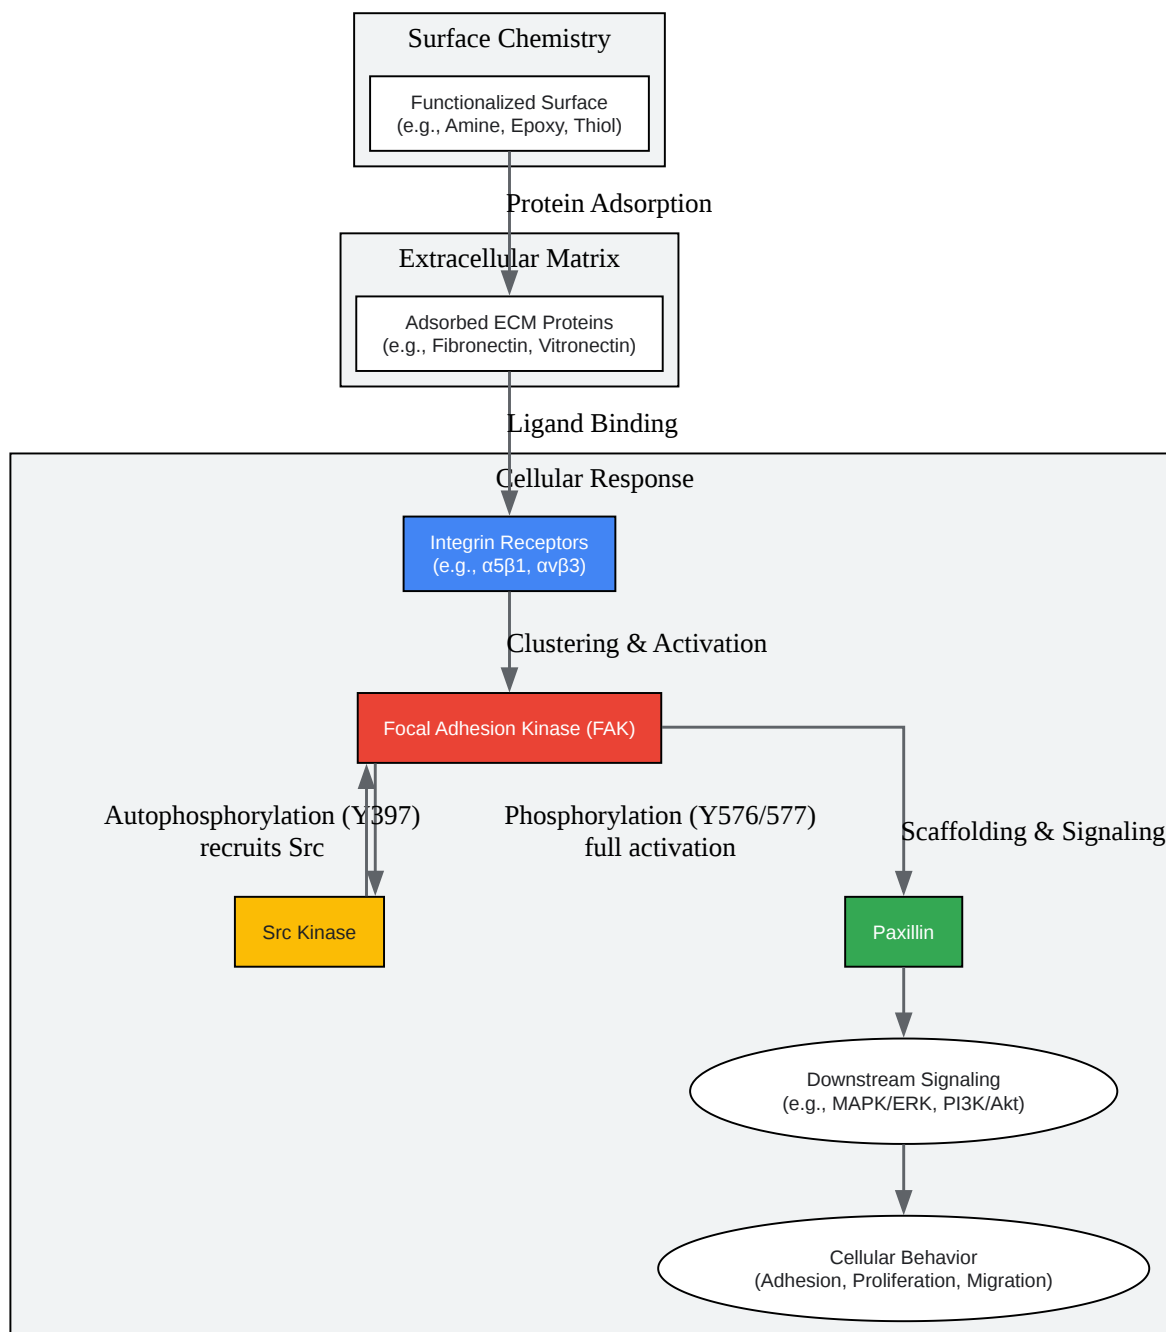 Surface Chemistry
Functionalized Surface
(e.g., Amine, Epoxy, Thiol)
Protein Adsorption
Extracellular Matrix
Adsorbed ECM Proteins
(e.g., Fibronectin, Vitronectin)
Ligand Binding
Cellular Response
Integrin Receptors
(e.g., α5β1, αvβ3)
Clustering & Activation
Focal Adhesion Kinase (FAK)
Autophosphorylation (Y397)
recruits Src
Phosphorylation (Y576/577)
full activation
Scaffolding & Signaling
Src Kinase
Paxillin
Downstream Signaling
(e.g., MAPK/ERK, PI3K/Akt)
Cellular Behavior
(Adhesion, Proliferation, Migration)